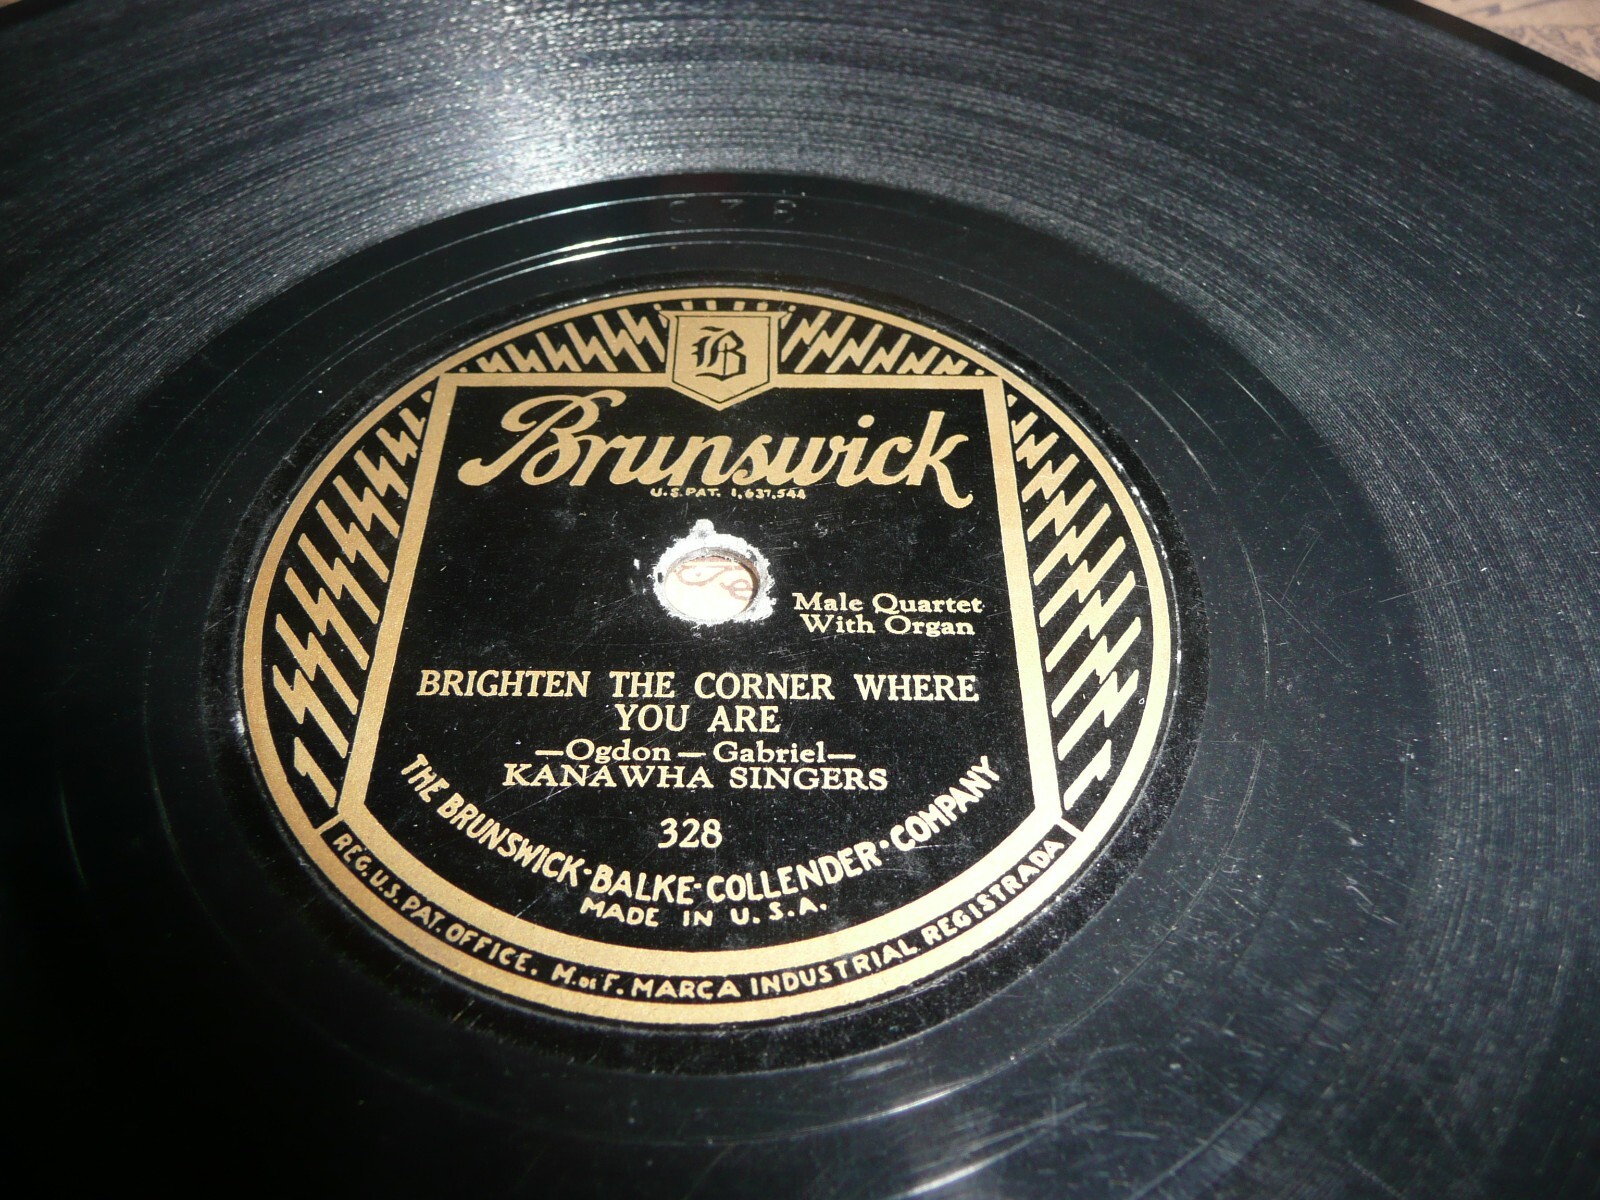 B
Brunswick
U.S. PAT. 1,637,544
Male Quartet
With Organ
BRIGHTEN THE CORNER WHERE
YOU ARE
—Ogdon — Gabriel—
KANAWHA SINGERS
328
THE BRUNSWICK-BALKE-COLLENDER-COMPANY
MADE IN U.S.A.
REG. U.S. PAT. OFFICE. M. DE F. MARCA INDUSTRIAL REGISTRADA